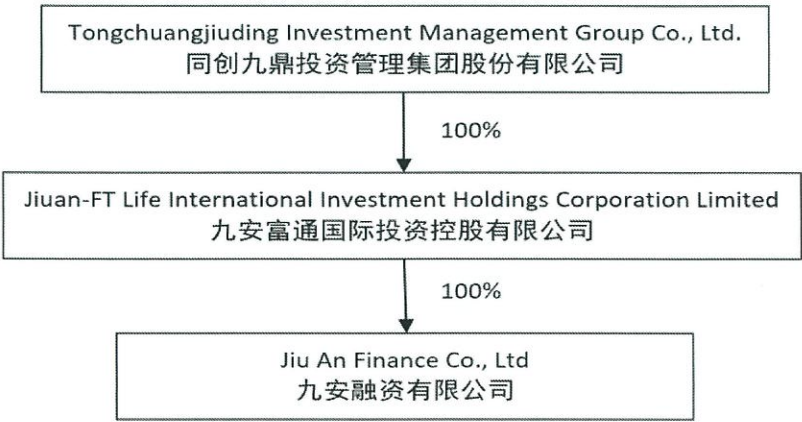 Tongchuangjiuding Investment Management Group Co., Ltd.
同创九鼎投资管理集团股份有限公司
100%
Jiuan-FT Life International Investment Holdings Corporation Limited
九安富通国际投资控股有限公司
100%
Jiu An Finance Co., Ltd
九安融资有限公司